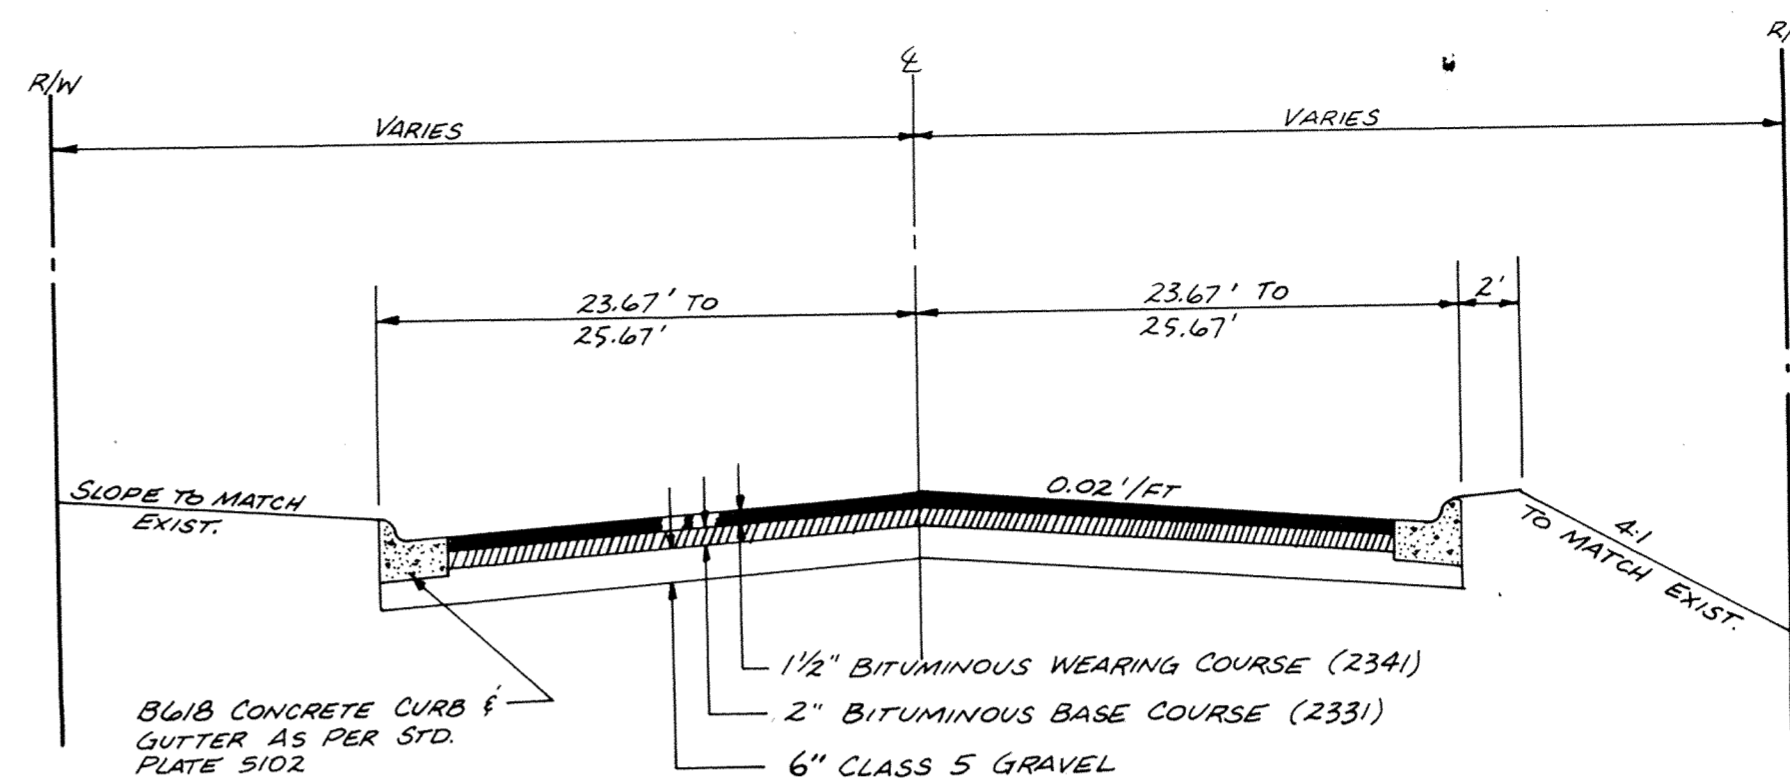 R/W
℄
R/
VARIES
VARIES
23.67' TO
25.67'
23.67' TO
25.67'
2'
SLOPE TO MATCH
EXIST.
0.02'/FT
4:1
TO MATCH EXIST.
B618 CONCRETE CURB &
GUTTER AS PER STD.
PLATE 5102
1½" BITUMINOUS WEARING COURSE (2341)
2" BITUMINOUS BASE COURSE (2331)
6" CLASS 5 GRAVEL